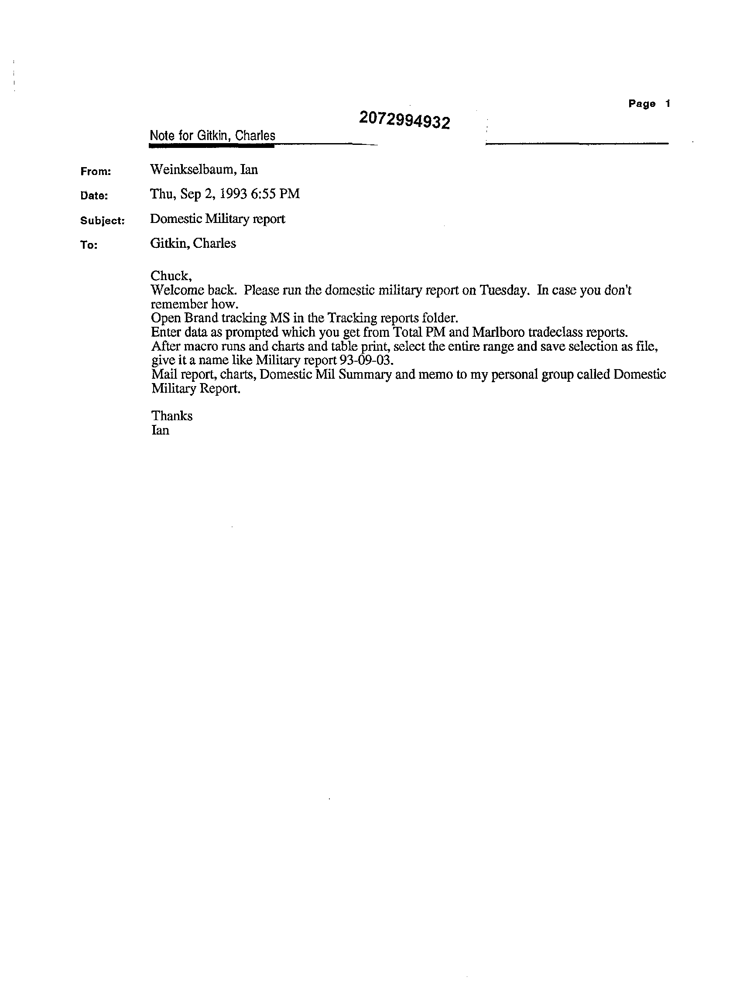 Page 1
2072994932
Note for Gitkin, Charles
From: Weinkselbaum, Ian
Date: Thu, Sep 2, 1993 6:55 PM
Subject: Domestic Military report
To: Gitkin, Charles
Chuck,
Welcome back. Please run the domestic military report on Tuesday. In case you don't
remember how.
Open Brand tracking MS in the Tracking reports folder.
Enter data as prompted which you get from Total PM and Marlboro tradeclass reports.
After macro runs and charts and table print, select the entire range and save selection as file,
give it a name like Military report 93-09-03.
Mail report, charts, Domestic Mil Summary and memo to my personal group called Domestic
Military Report.
Thanks
Ian